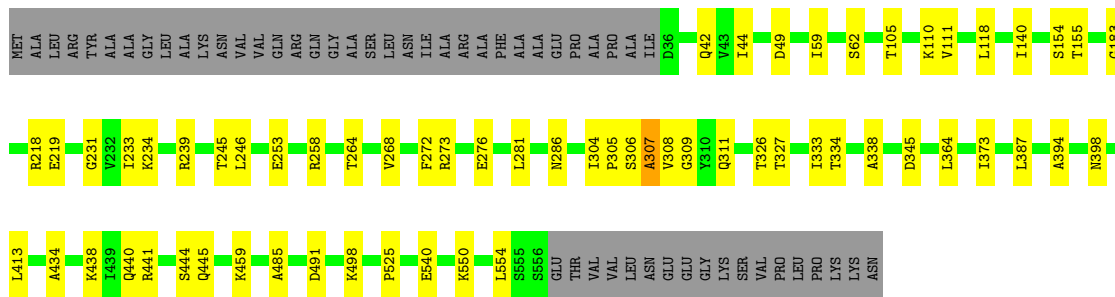 MET ALA LEU ARG TYR ALA ALA GLY LEU ALA LYS ASN VAL VAL GLN ARG GLN GLY ALA SER LEU ASN ILE ALA ARG ALA PHE ALA ALA GLU PRO ALA PRO ALA ILE D36 Q42 V43 I44 D49 I59 S62 T105 K110 V111 L118 I140 S154 T155
R218 E219 G231 V232 I233 K234 R239 T245 L246 E253 R258 T264 V268 F272 R273 E276 L281 N286 I304 P305 S306 A307 V308 G309 Y310 Q311 T326 T327 I333 T334 A338 D345 L364 I373 L387 A394 N398
L413 A434 K438 I439 Q440 R441 S444 Q445 K459 A485 D491 K498 P525 E540 K550 L554 S555 S556 GLU THR VAL VAL LEU ASN GLU GLU GLY LYS SER VAL PRO LEU PRO LYS LYS ASN